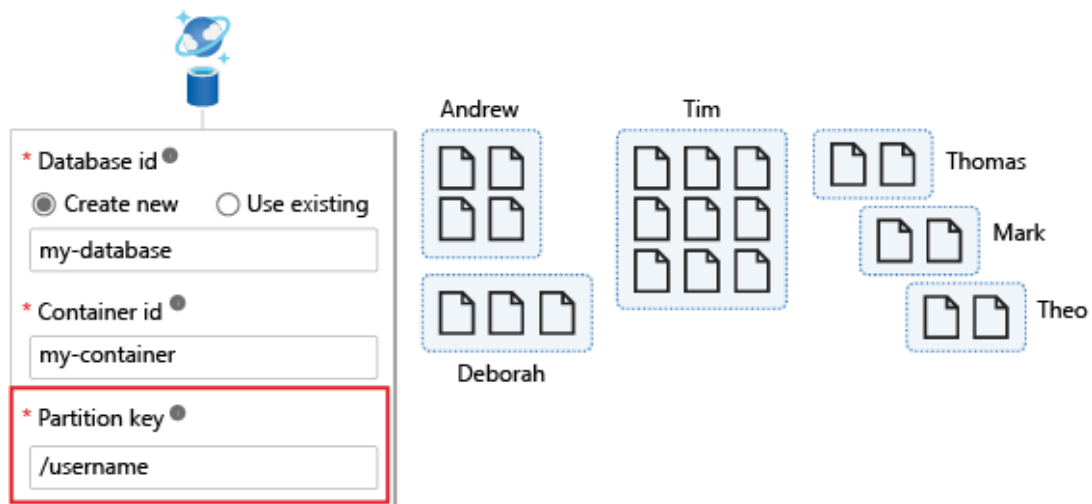 * Database id
Create new Use existing
my-database
* Container id
my-container
* Partition key
/username
Andrew
Tim
Thomas
Mark
Theo
Deborah